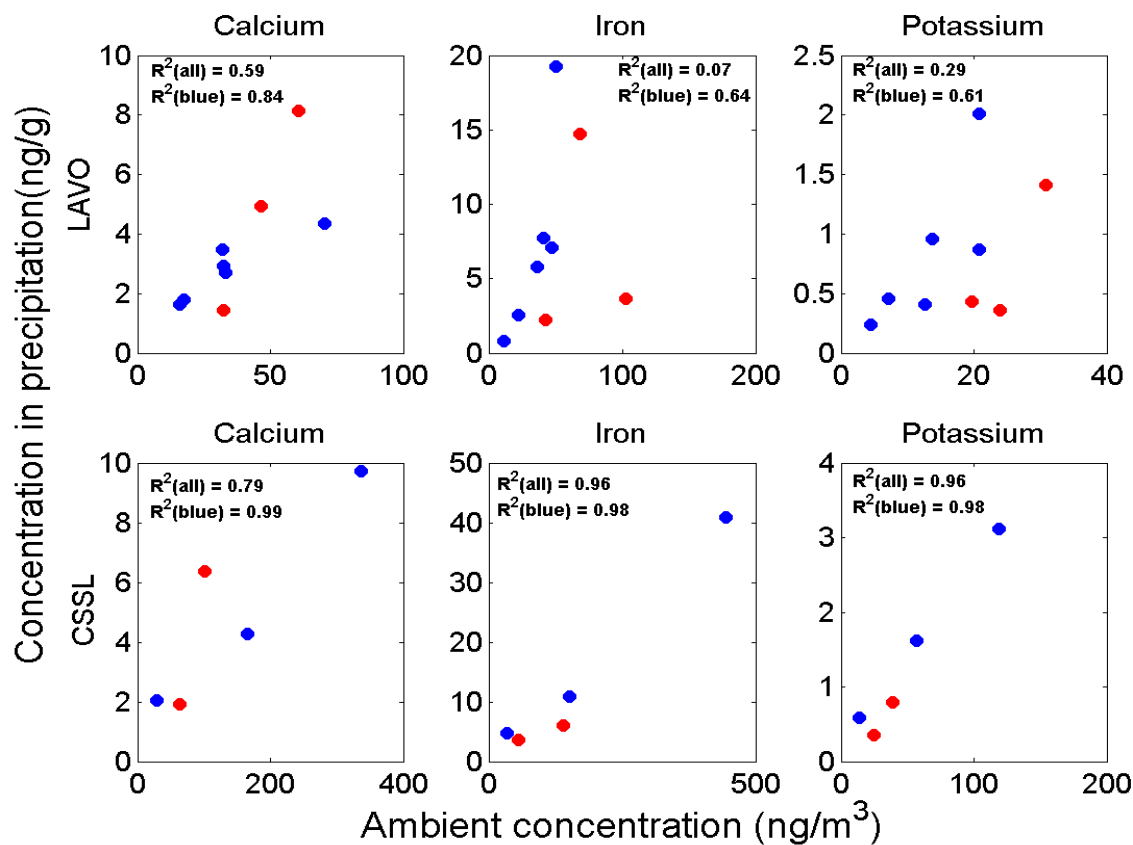 Concentration in precipitation(ng/g)
LAVO
Calcium
R²(all) = 0.59
R²(blue) = 0.84
10
8
6
4
2
0
0 50 100
Iron
R²(all) = 0.07
R²(blue) = 0.64
20
15
10
5
0
0 100 200
Potassium
R²(all) = 0.29
R²(blue) = 0.61
2.5
2
1.5
1
0.5
0
0 20 40
CSSL
Calcium
R²(all) = 0.79
R²(blue) = 0.99
10
8
6
4
2
0
0 200 400
Iron
R²(all) = 0.96
R²(blue) = 0.98
50
40
30
20
10
0
0 500
Potassium
R²(all) = 0.96
R²(blue) = 0.98
4
3
2
1
0
0 100 200
Ambient concentration (ng/m³)